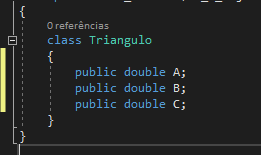 {
0 referências
class Triangulo
{
public double A;
public double B;
public double C;
}
}